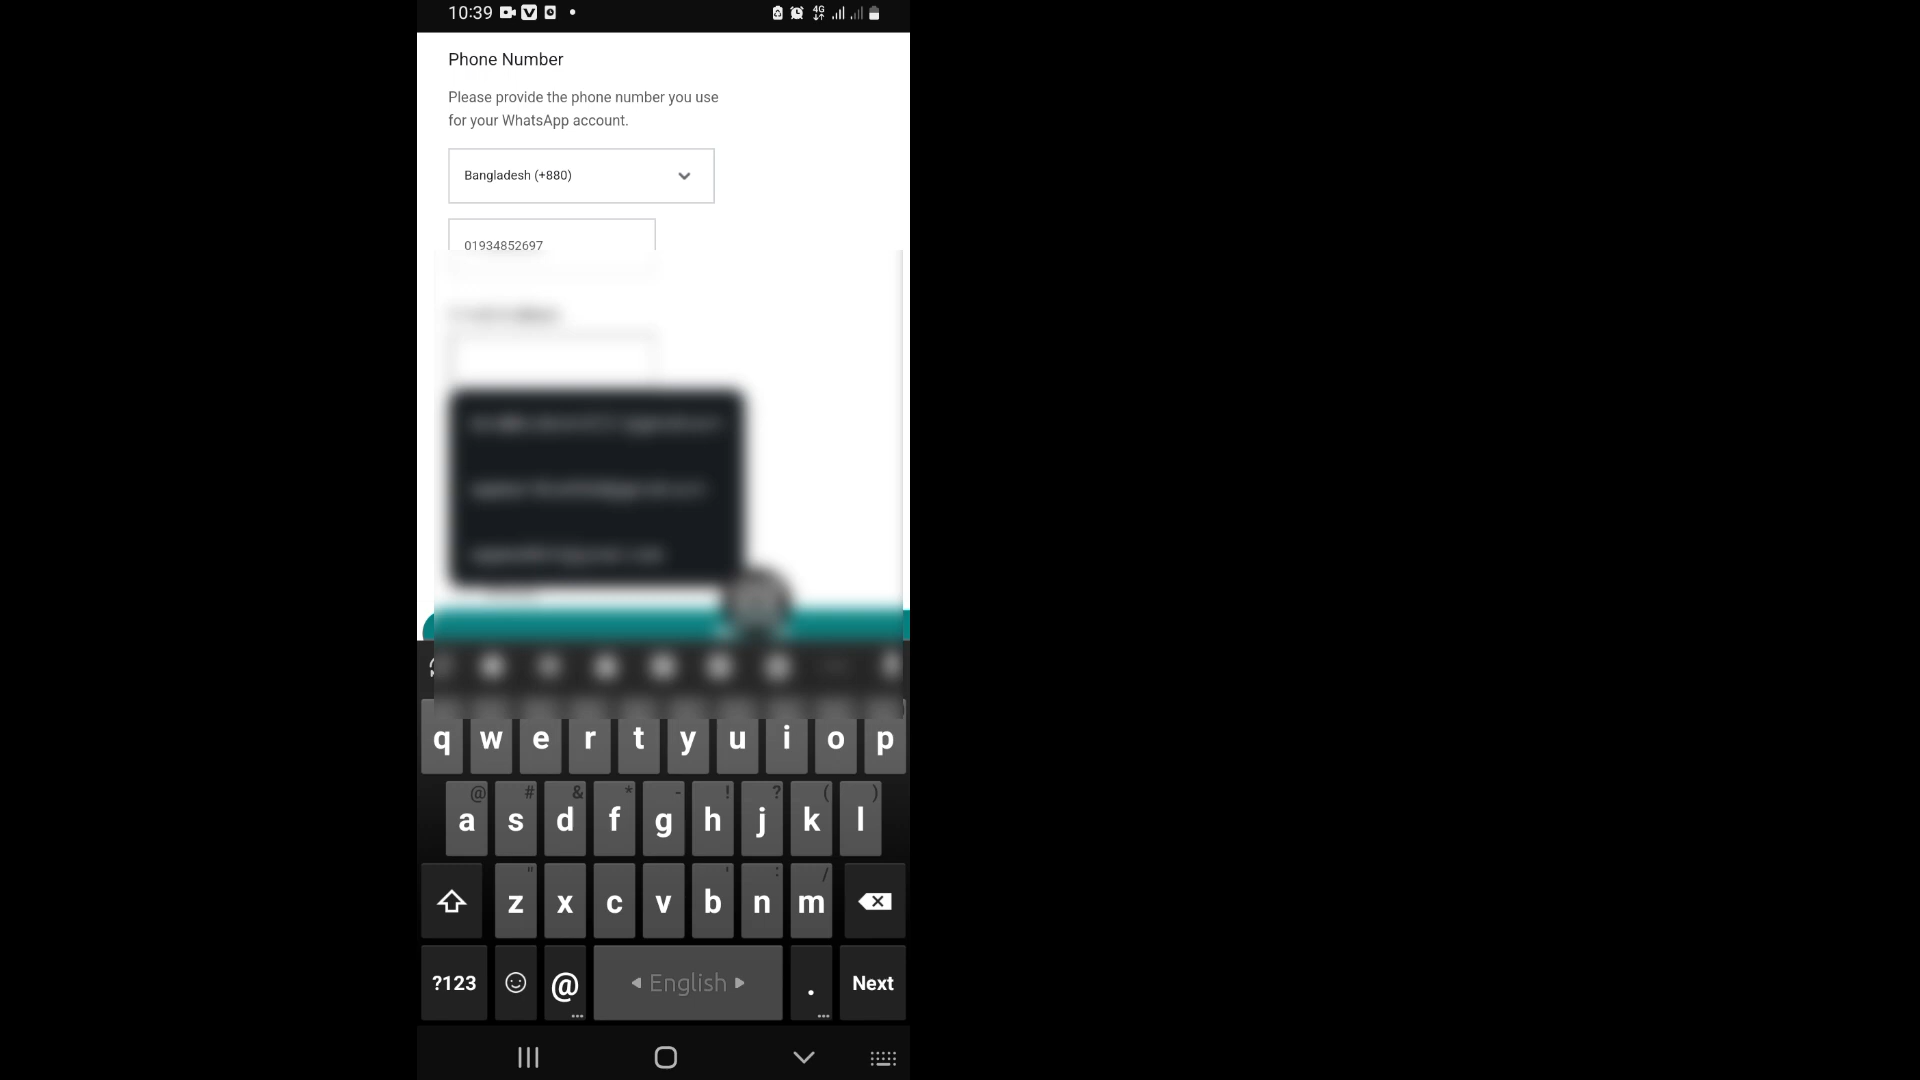 10:39
4G
Phone Number
Please provide the phone number you use
for your WhatsApp account.
Bangladesh (+880)
01934852697
q w e r t y u i o p
@ # & * - ! ? ( )
a s d f g h j k l
" ' : /
z x c v b n m
?123 @ English . Next